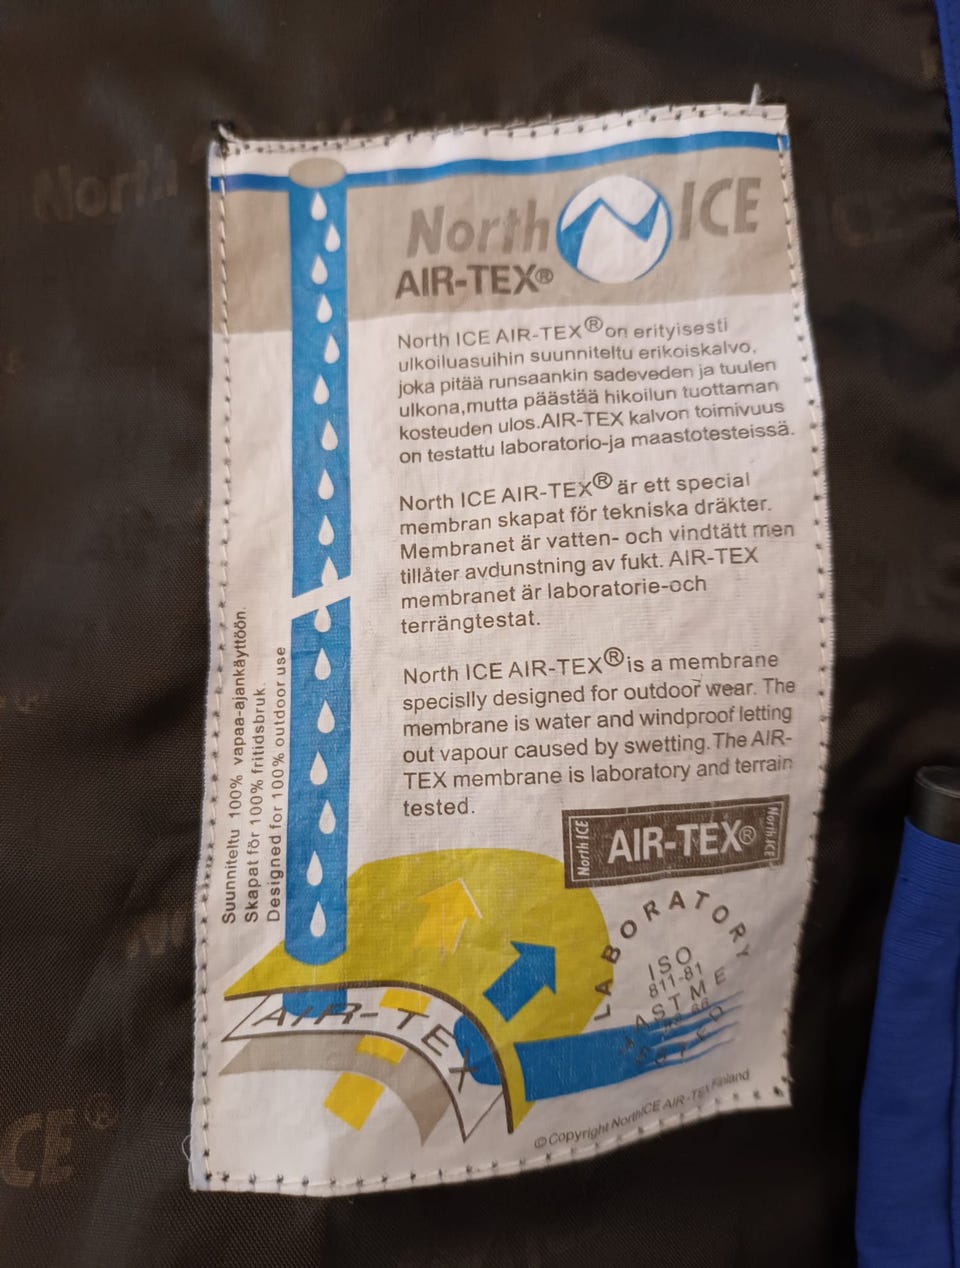 North ICE
AIR-TEX®
North ICE AIR-TEX® on erityisesti
ulkoiluasuihin suunniteltu erikoiskalvo,
joka pitää runsaankin sadeveden ja tuulen
ulkona,mutta päästää hikoilun tuottaman
kosteuden ulos.AIR-TEX kalvon toimivuus
on testattu laboratorio-ja maastotesteissä.
North ICE AIR-TEX® är ett special
membran skapat för tekniska dräkter.
Membranet är vatten- och vindtätt men
tillåter avdunstning av fukt. AIR-TEX
membranet är laboratorie-och
terrängtestat.
North ICE AIR-TEX® is a membrane
specislly designed for outdoor wear. The
membrane is water and windproof letting
out vapour caused by swetting.The AIR-
TEX membrane is laboratory and terrain
tested.
Suunniteltu 100% vapaa-ajankäyttöön.
Skapat för 100% fritidsbruk.
Designed for 100% outdoor use
North ICE
AIR-TEX®
North ICE
LABORATORY
ISO
811-81
ASTME
AIR-TEX
© Copyright NorthICE AIR-TEX Finland
North
CE®